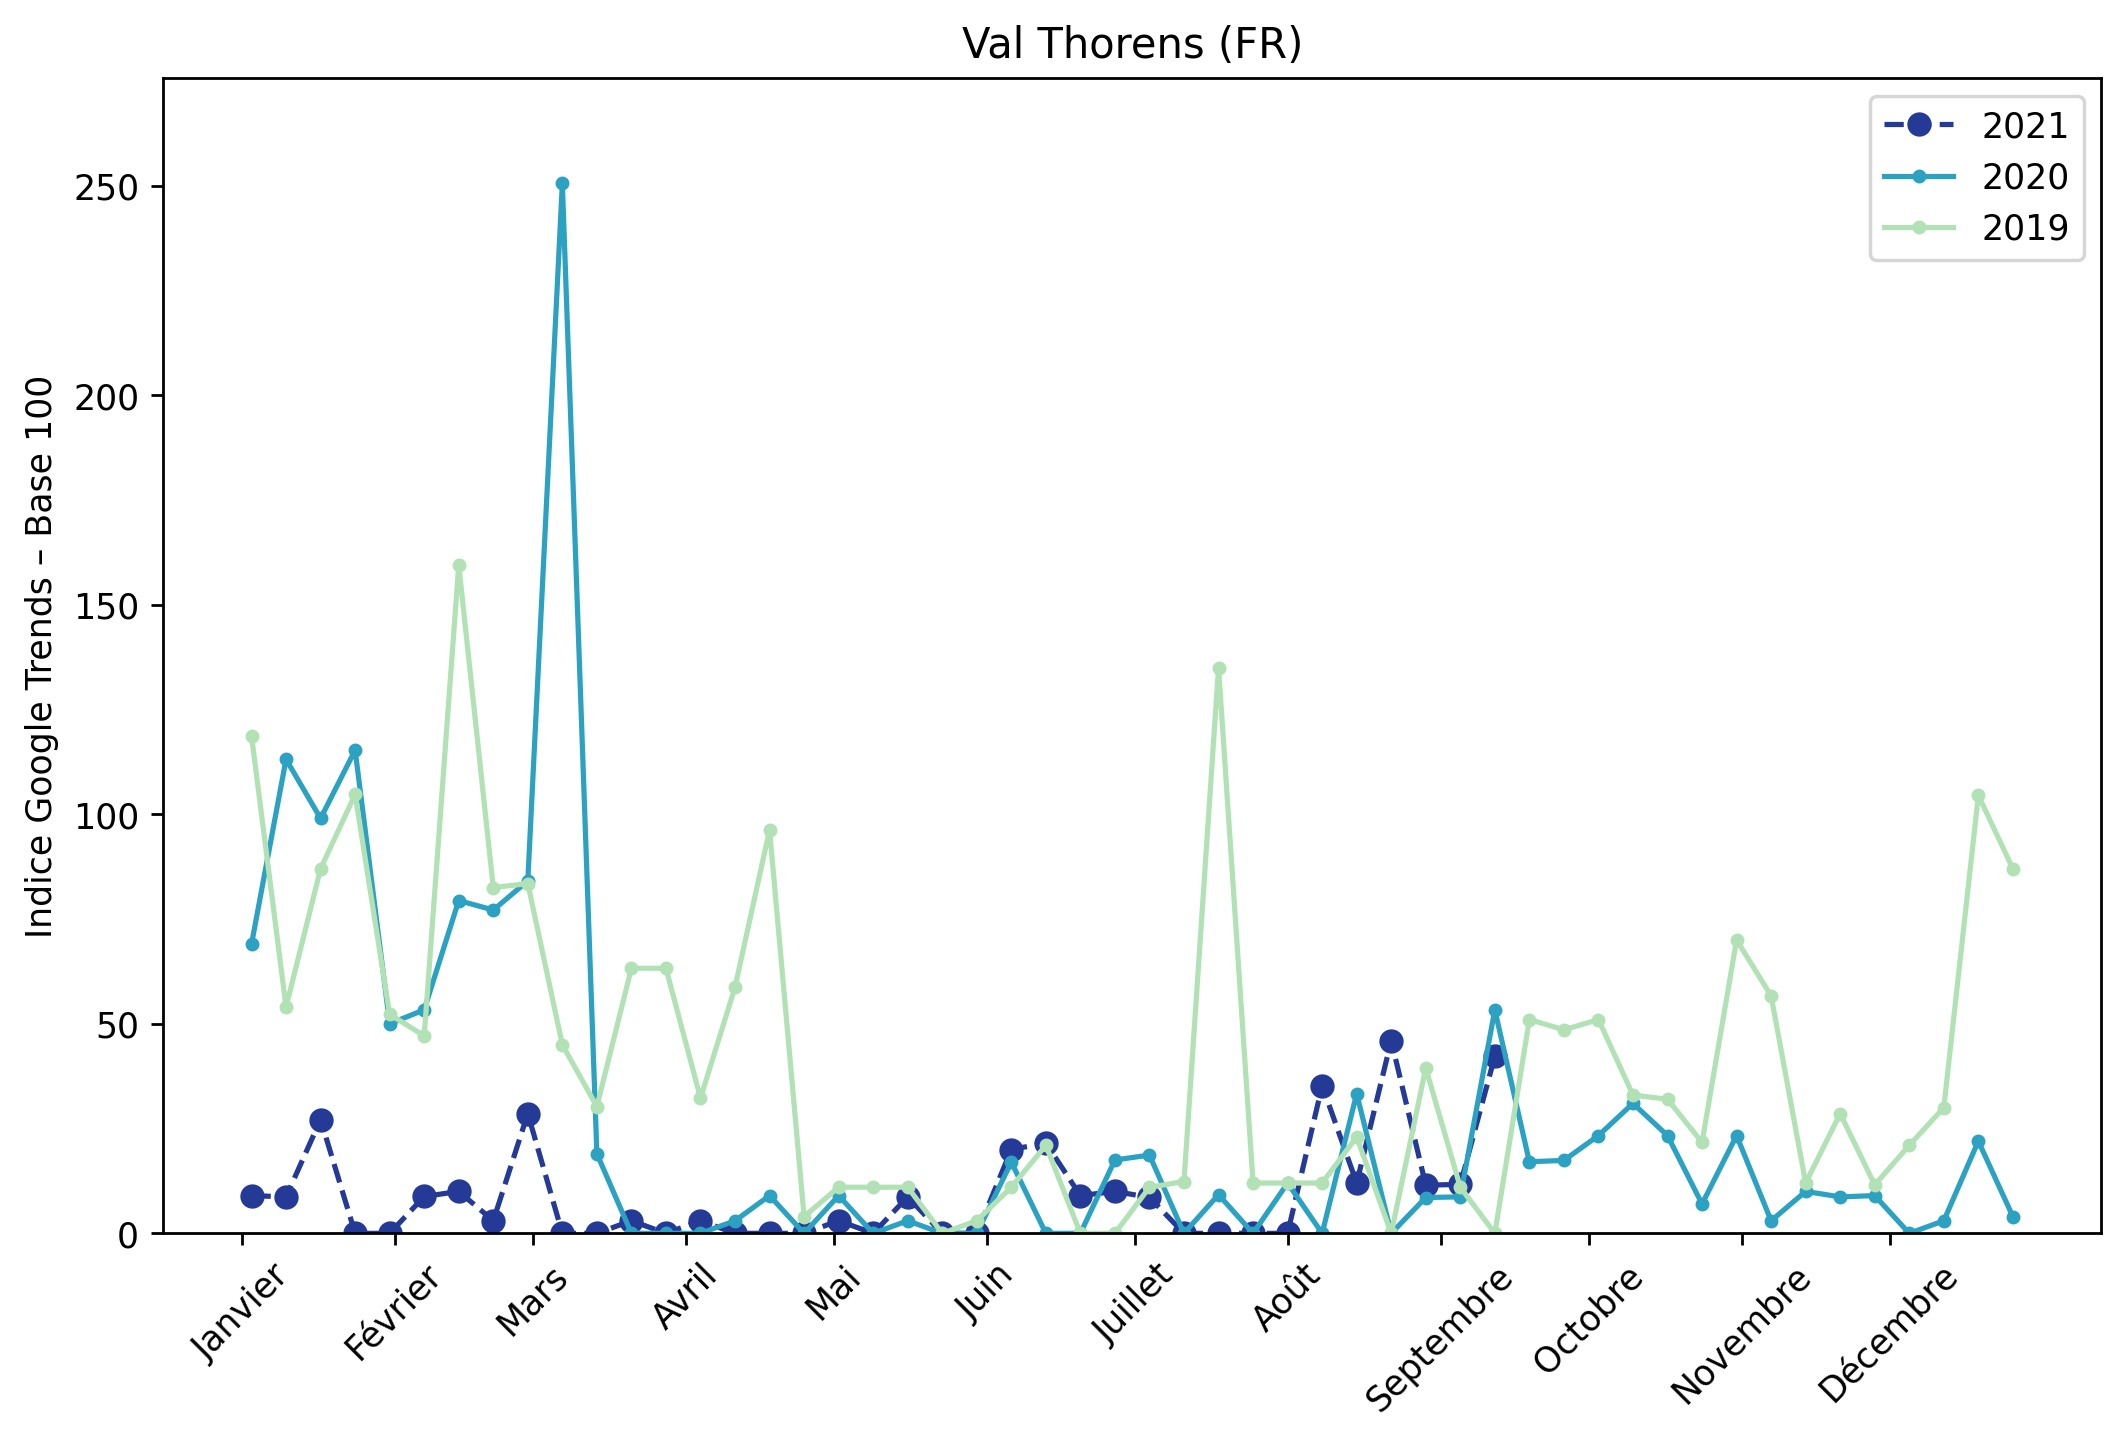 Val Thorens (FR)
2021
2020
2019
Indice Google Trends – Base 100
250
200
150
100
50
0
Janvier
Février
Mars
Avril
Mai
Juin
Juillet
Août
Septembre
Octobre
Novembre
Décembre